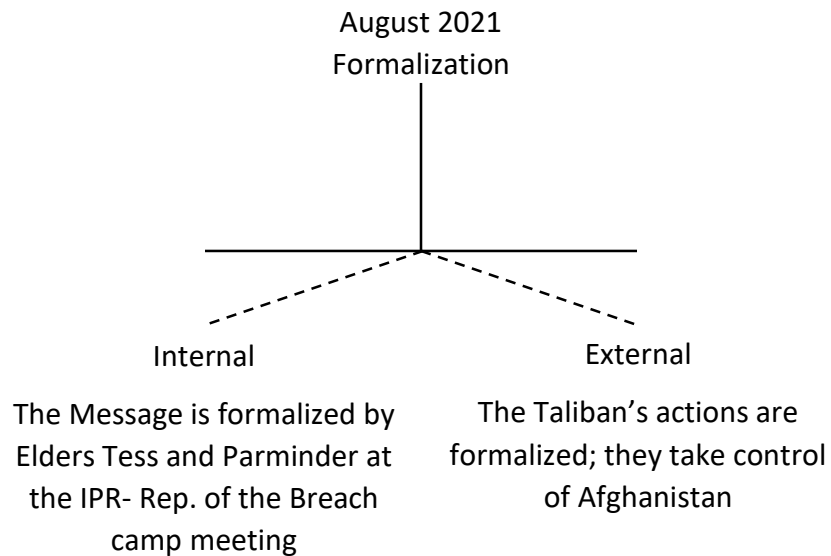 August 2021
Formalization
Internal
The Message is formalized by
Elders Tess and Parminder at
the IPR- Rep. of the Breach
camp meeting
External
The Taliban’s actions are
formalized; they take control
of Afghanistan